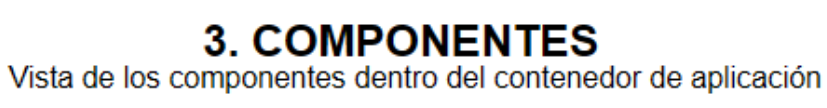 3. COMPONENTES
Vista de los componentes dentro del contenedor de aplicación